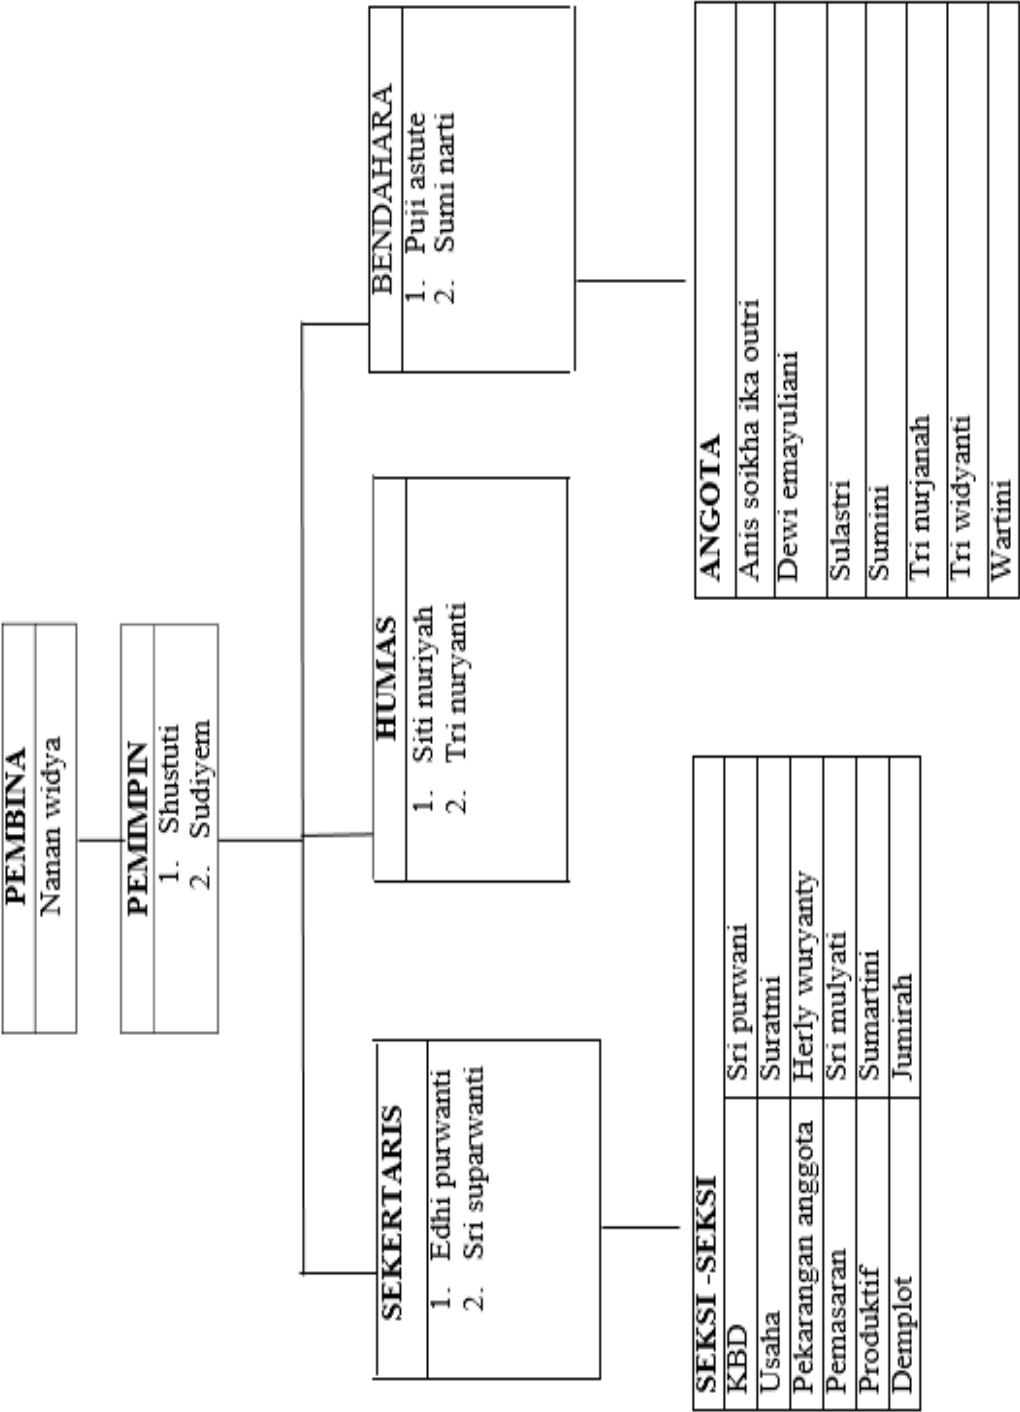 PEMBINA
Nanan widya
PEMIMPIN
1. Shustuti
2. Sudiyem
SEKERTARIS
1. Edhi purwanti
2. Sri suparwanti
HUMAS
1. Siti nuriyah
2. Tri nuryanti
BENDAHARA
1. Puji astute
2. Sumi narti
SEKSI -SEKSI
KBD Sri purwani
Usaha Suratmi
Pekarangan anggota Herly wuryanty
Pemasaran Sri mulyati
Produktif Sumartini
Demplot Jumirah
ANGOTA
Anis soikha ika outri
Dewi emayuliani
Sulastri
Sumini
Tri nurjanah
Tri widyanti
Wartini